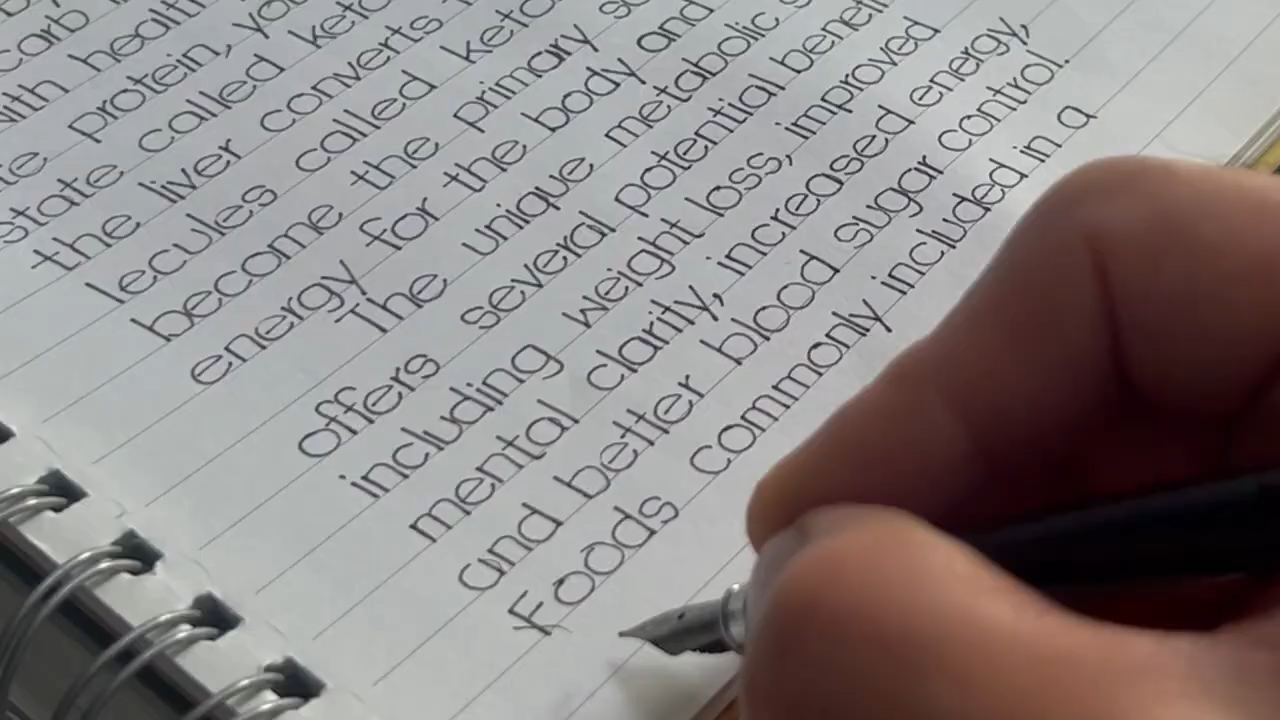 carb
with health
protein, you
state called keto
the liver converts
lecules called keto
become the primary so
energy for the body and
The unique metabolic s
offers several potential benefi
including weight loss, improved
mental clarity, increased energy,
and better blood sugar control.
Foods commonly included in a